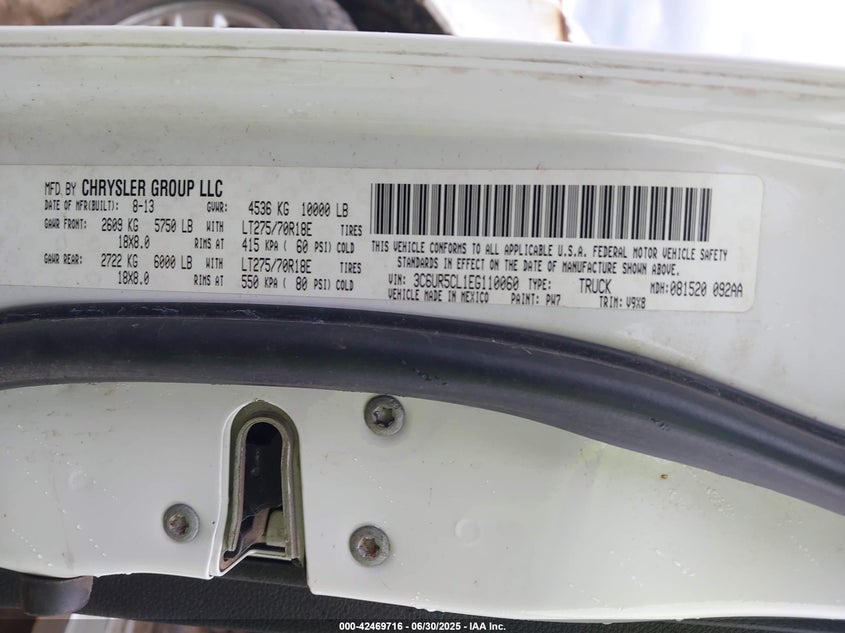 MFD. BY CHRYSLER GROUP LLC
DATE OF MFR(BUILT): 8-13 GVWR: 4536 KG 10000 LB
GAWR FRONT: 2609 KG 5750 LB WITH LT275/70R18E TIRES
18X8.0 RIMS AT 415 KPA ( 60 PSI) COLD
GAWR REAR: 2722 KG 6000 LB WITH LT275/70R18E TIRES
18X8.0 RIMS AT 550 KPA ( 80 PSI) COLD
THIS VEHICLE CONFORMS TO ALL APPLICABLE U.S.A. FEDERAL MOTOR VEHICLE SAFETY
STANDARDS IN EFFECT ON THE DATE OF MANUFACTURE SHOWN ABOVE.
VIN: 3C6UR5CL1EG110060 TYPE: TRUCK MDH: 081520 092AA
VEHICLE MADE IN MEXICO PAINT: PW7 TRIM: V9X8
000-42469716 - 06/30/2025 - IAA Inc.